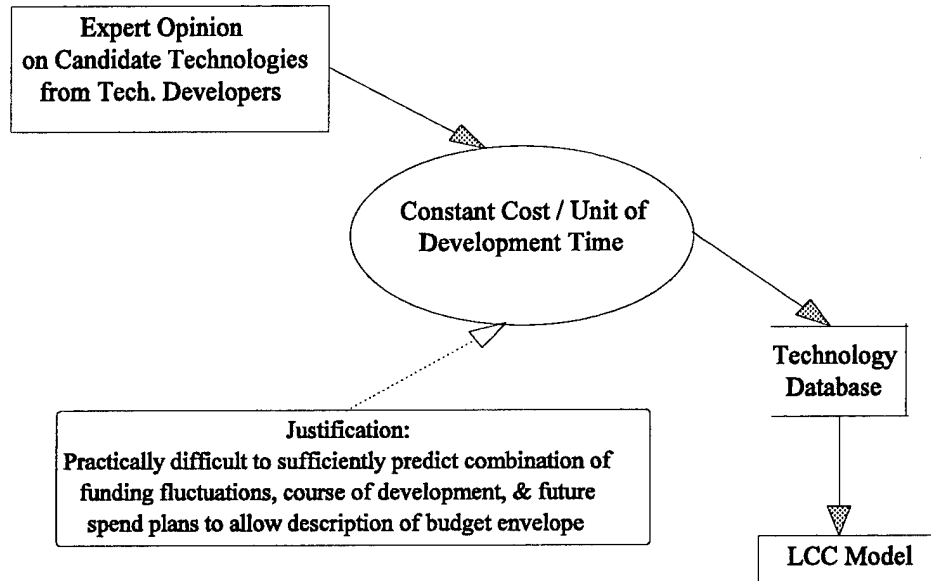 Expert Opinion
on Candidate Technologies
from Tech. Developers
Constant Cost / Unit of
Development Time
Technology
Database
Justification:
Practically difficult to sufficiently predict combination of
funding fluctuations, course of development, & future
spend plans to allow description of budget envelope
LCC Model